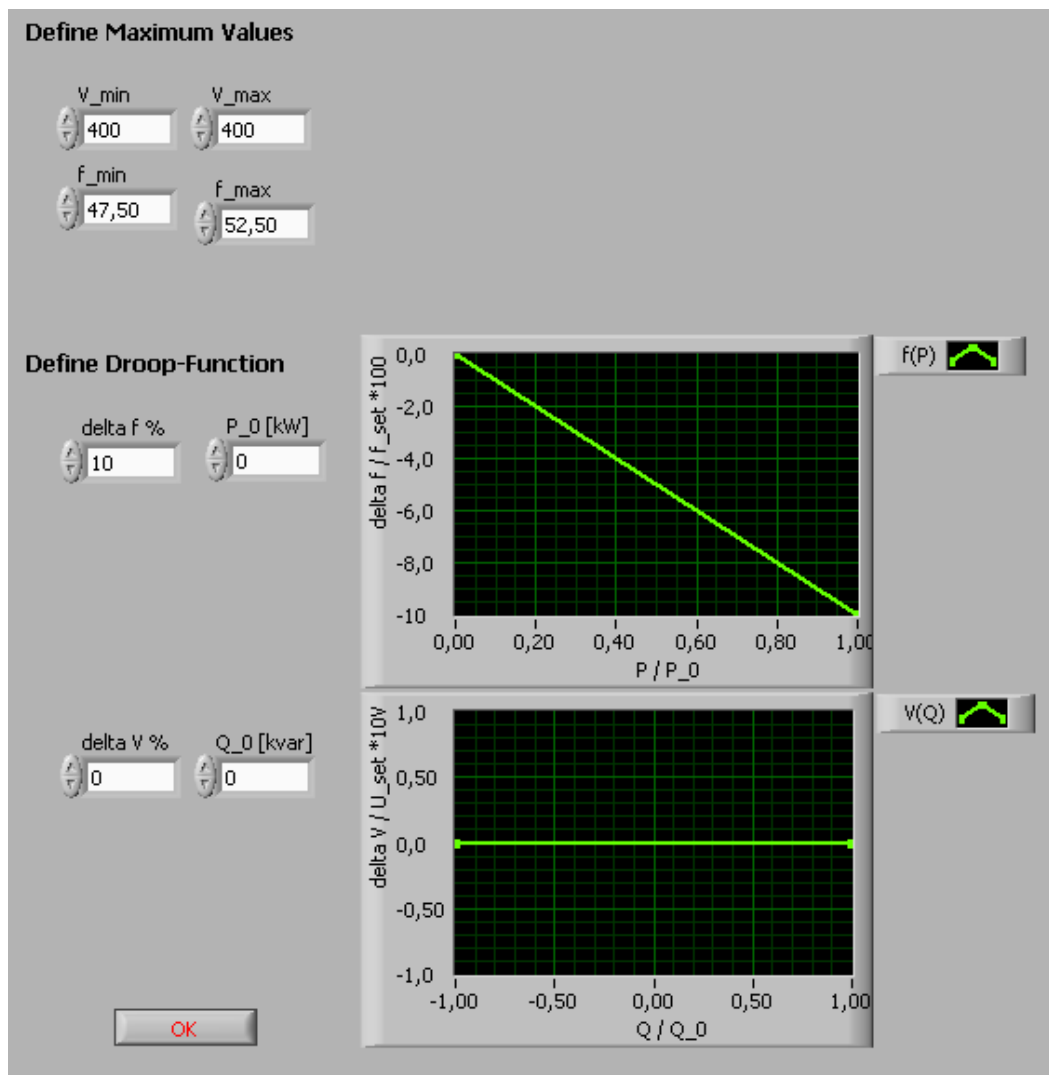 Define Maximum Values
V_min
V_max
400
400
f_min
f_max
47,50
52,50
Define Droop-Function
delta f %
P_0 [kW]
10
0
delta f / f_set *100
0,0
-2,0
-4,0
-6,0
-8,0
-10
0,00 0,20 0,40 0,60 0,80 1,00
P / P_0
f(P)
delta V %
Q_0 [kvar]
0
0
delta V / U_set *10V
1,0
0,50
0,0
-0,50
-1,0
-1,00 -0,50 0,00 0,50 1,00
Q / Q_0
V(Q)
OK